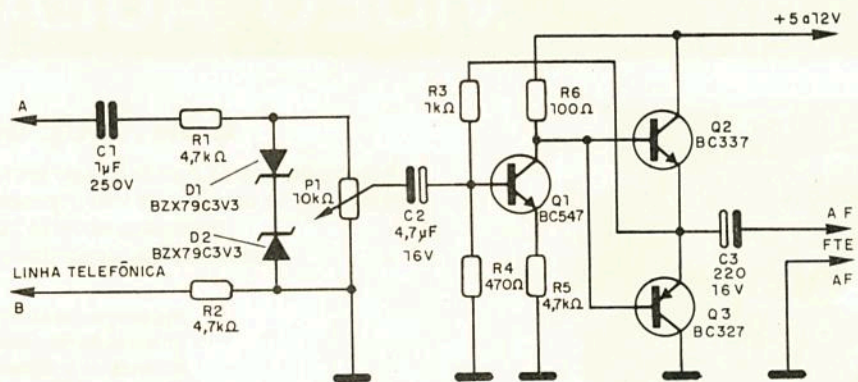 +5 a 12V
A
C1
1µF
250V
R1
4,7kΩ
D1
BZX79C3V3
D2
BZX79C3V3
P1
10kΩ
LINHA TELEFÔNICA
B
R2
4,7kΩ
C2
4,7µF
16V
R3
1kΩ
R6
100Ω
Q1
BC547
R4
470Ω
R5
4,7kΩ
Q2
BC337
AF
FTE
AF
C3
220
16V
Q3
BC327